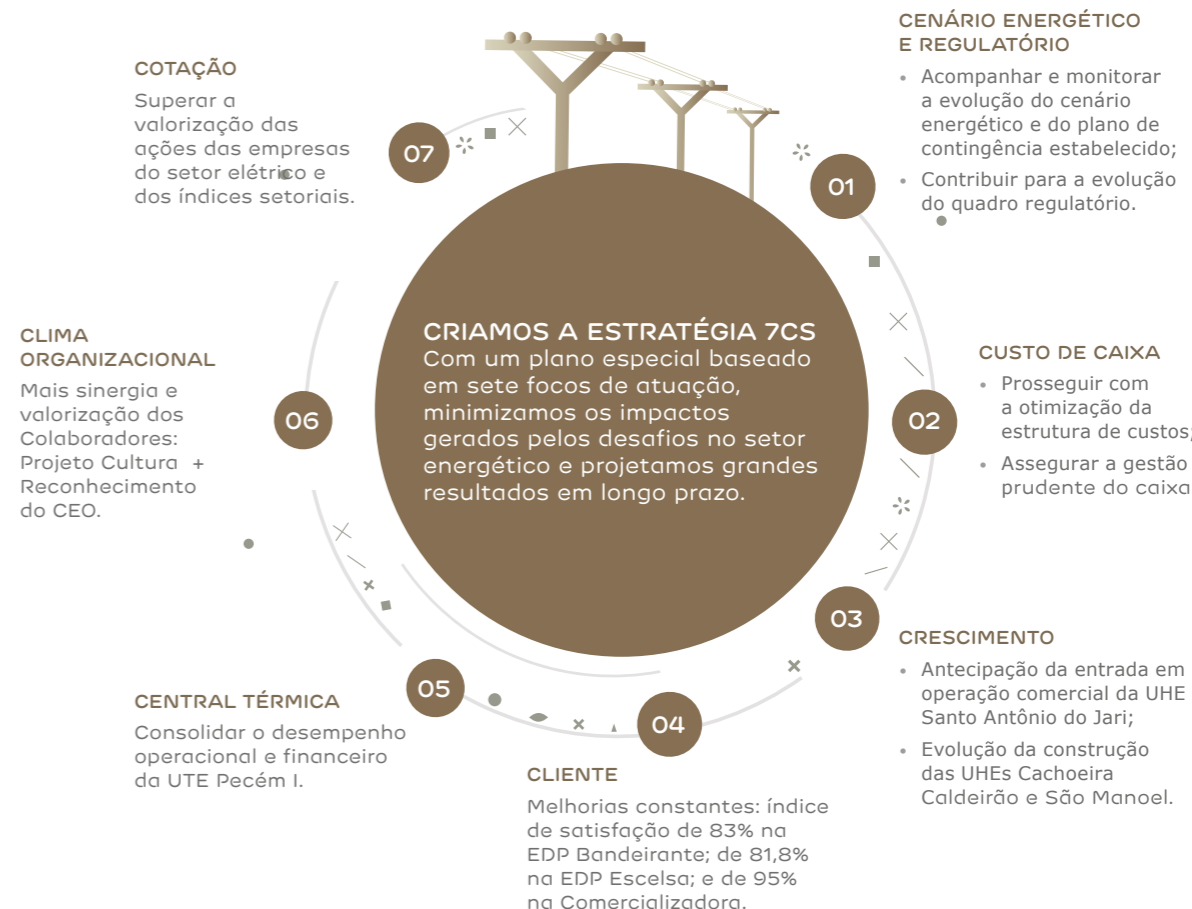 CRIAMOS A ESTRATÉGIA 7CS
Com um plano especial baseado
em sete focos de atuação,
minimizamos os impactos
gerados pelos desafios no setor
energético e projetamos grandes
resultados em longo prazo.
01
CENÁRIO ENERGÉTICO
E REGULATÓRIO
• Acompanhar e monitorar
a evolução do cenário
energético e do plano de
contingência estabelecido;
• Contribuir para a evolução
do quadro regulatório.
02
CUSTO DE CAIXA
• Prosseguir com
a otimização da
estrutura de custos;
• Assegurar a gestão
prudente do caixa
03
CRESCIMENTO
• Antecipação da entrada em
operação comercial da UHE
Santo Antônio do Jari;
• Evolução da construção
das UHEs Cachoeira
Caldeirão e São Manoel.
04
CLIENTE
Melhorias constantes: índice
de satisfação de 83% na
EDP Bandeirante; de 81,8%
na EDP Escelsa; e de 95%
na Comercializadora.
05
CENTRAL TÉRMICA
Consolidar o desempenho
operacional e financeiro
da UTE Pecém I.
06
CLIMA
ORGANIZACIONAL
Mais sinergia e
valorização dos
Colaboradores:
Projeto Cultura +
Reconhecimento
do CEO.
07
COTAÇÃO
Superar a
valorização das
ações das empresas
do setor elétrico e
dos índices setoriais.